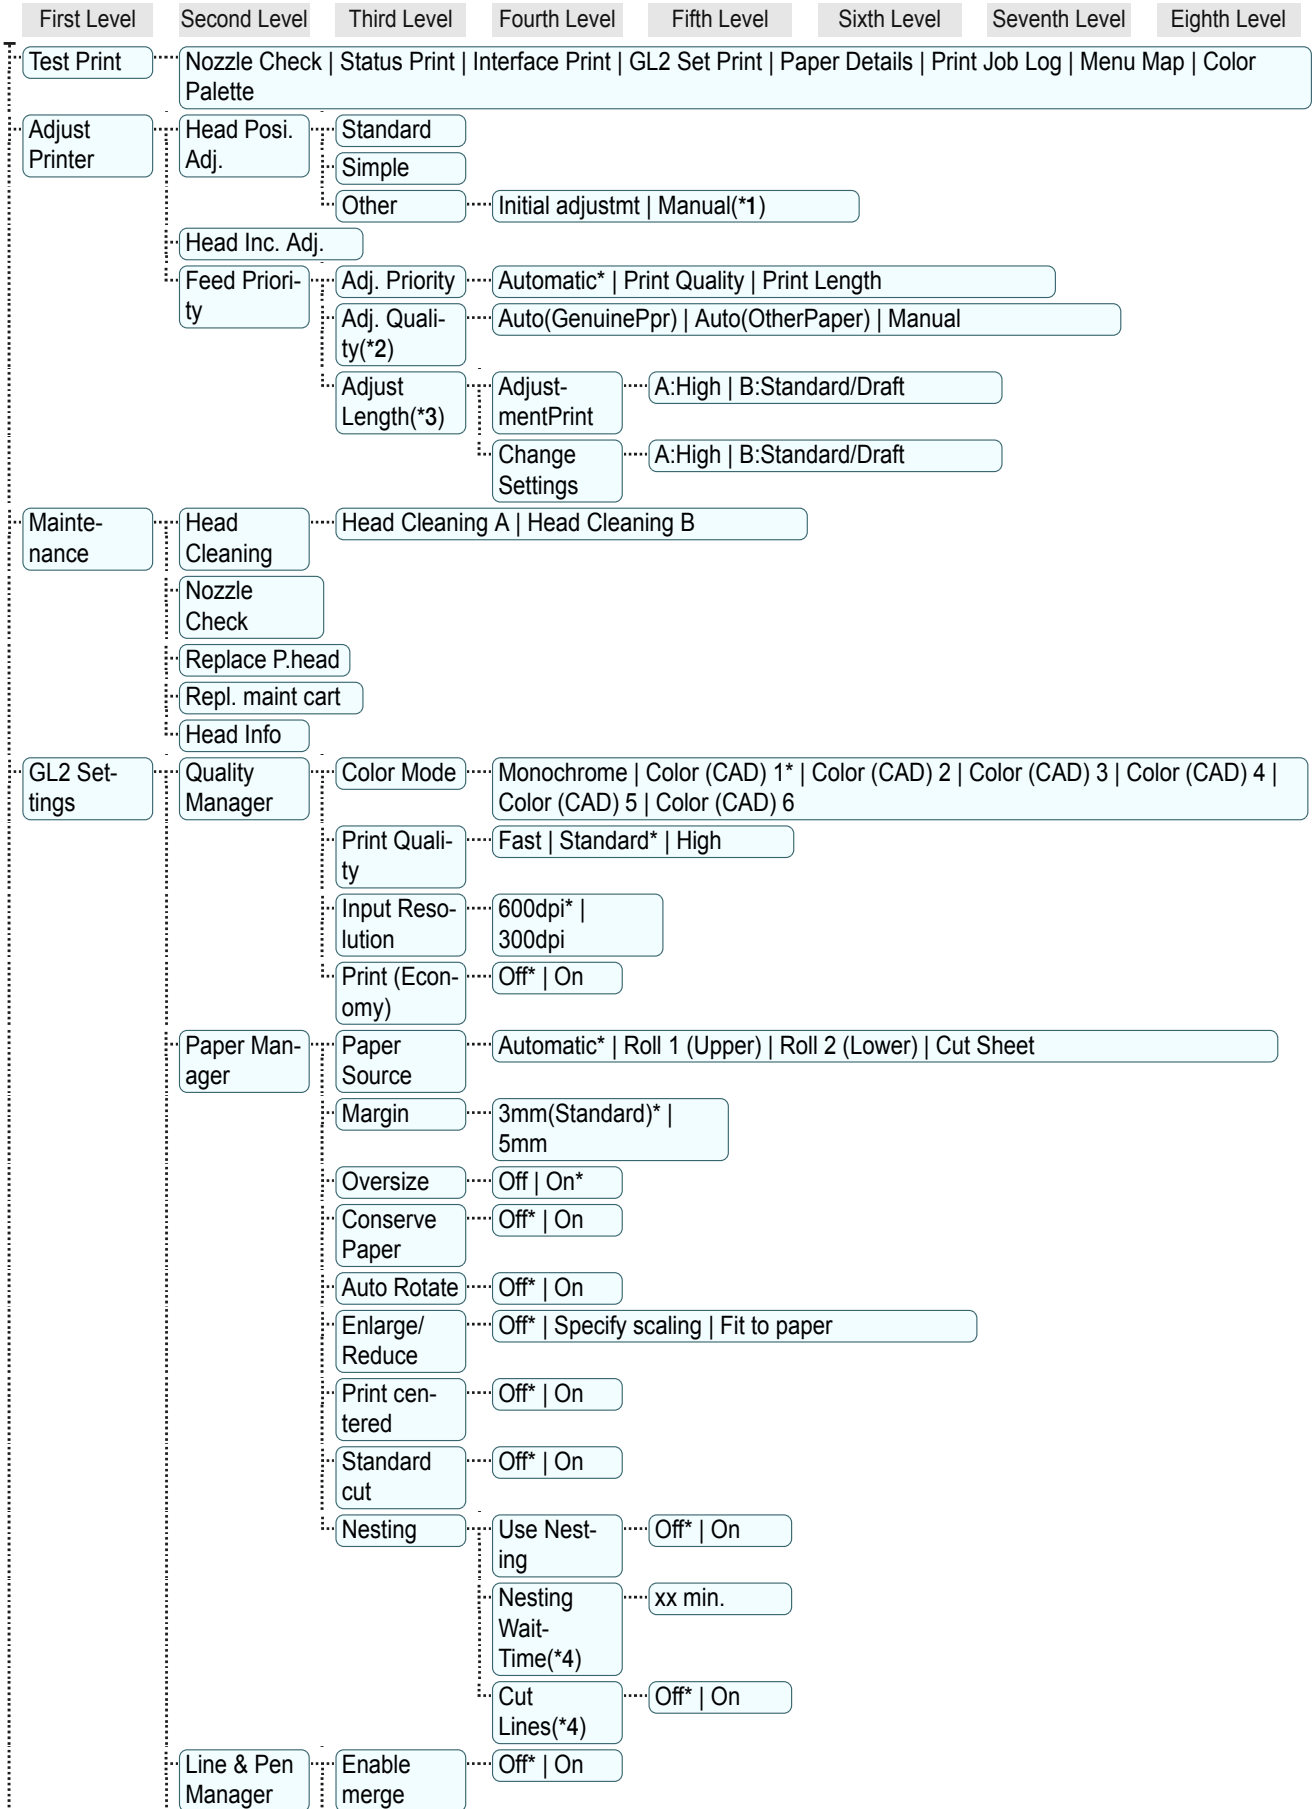 First Level Second Level Third Level Fourth Level Fifth Level Sixth Level Seventh Level Eighth Level
Test Print
Nozzle Check | Status Print | Interface Print | GL2 Set Print | Paper Details | Print Job Log | Menu Map | Color
Palette
Adjust
Printer
Head Posi.
Adj.
Standard
Simple
Other
Initial adjustmt | Manual(*1)
Head Inc. Adj.
Feed Priori-
ty
Adj. Priority
Automatic* | Print Quality | Print Length
Adj. Quali-
ty(*2)
Auto(GenuinePpr) | Auto(OtherPaper) | Manual
Adjust
Length(*3)
Adjust-
mentPrint
A:High | B:Standard/Draft
Change
Settings
A:High | B:Standard/Draft
Mainte-
nance
Head
Cleaning
Head Cleaning A | Head Cleaning B
Nozzle
Check
Replace P.head
Repl. maint cart
Head Info
GL2 Set-
tings
Quality
Manager
Color Mode
Monochrome | Color (CAD) 1* | Color (CAD) 2 | Color (CAD) 3 | Color (CAD) 4 |
Color (CAD) 5 | Color (CAD) 6
Print Quali-
ty
Fast | Standard* | High
Input Reso-
lution
600dpi* |
300dpi
Print (Econ-
omy)
Off* | On
Paper Man-
ager
Paper
Source
Automatic* | Roll 1 (Upper) | Roll 2 (Lower) | Cut Sheet
Margin
3mm(Standard)* |
5mm
Oversize
Off | On*
Conserve
Paper
Off* | On
Auto Rotate
Off* | On
Enlarge/
Reduce
Off* | Specify scaling | Fit to paper
Print cen-
tered
Off* | On
Standard
cut
Off* | On
Nesting
Use Nest-
ing
Off* | On
Nesting
Wait-
Time(*4)
xx min.
Cut
Lines(*4)
Off* | On
Line & Pen
Manager
Enable
merge
Off* | On